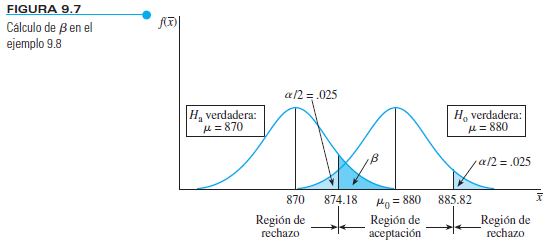 FIGURA 9.7
Cálculo de β en el
ejemplo 9.8
f(x̄)
α/2 = .025
Hₐ verdadera:
μ = 870
H₀ verdadera:
μ = 880
β
α/2 = .025
870 874.18 μ₀ = 880 885.82 x̄
Región de Región de Región de
rechazo aceptación rechazo